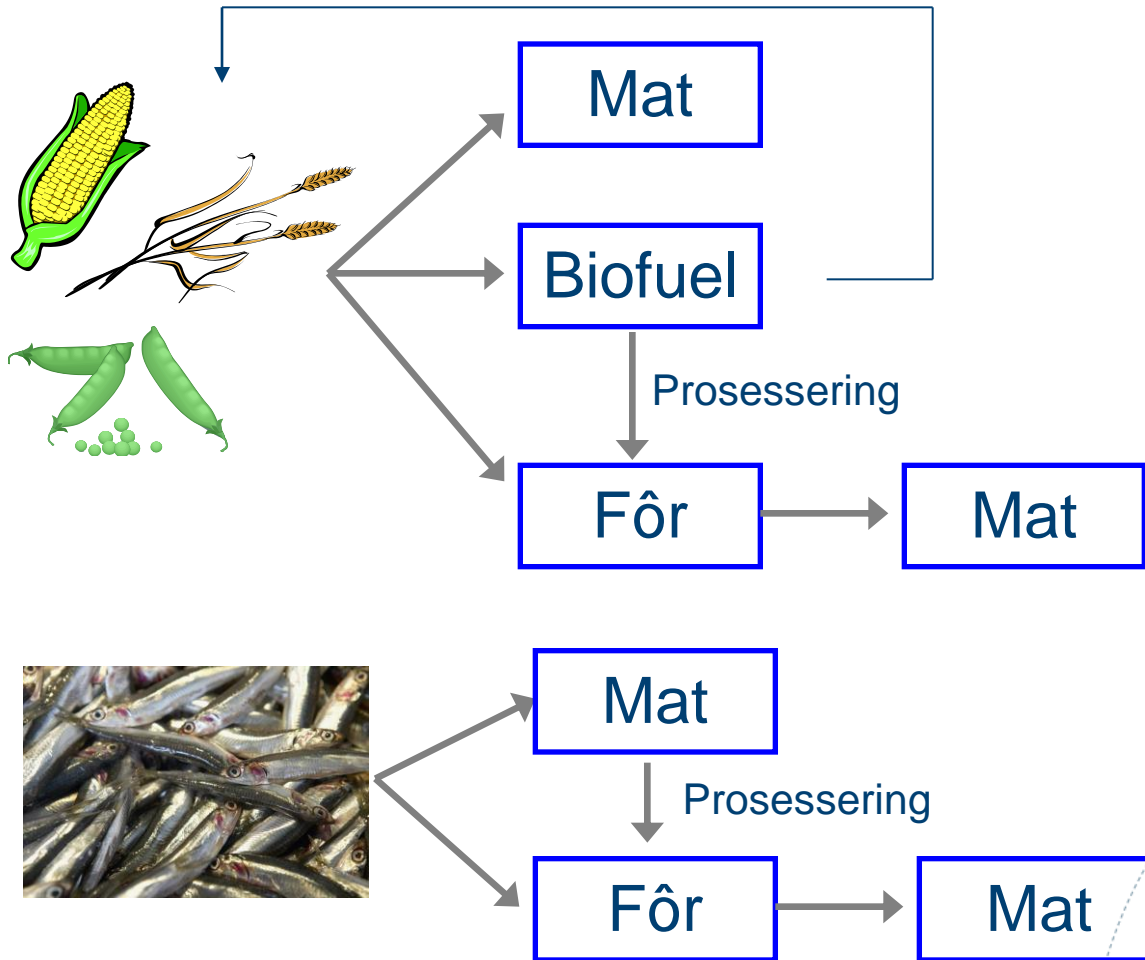 Mat
Biofuel
Prosessering
Fôr
Mat
Mat
Prosessering
Fôr
Mat